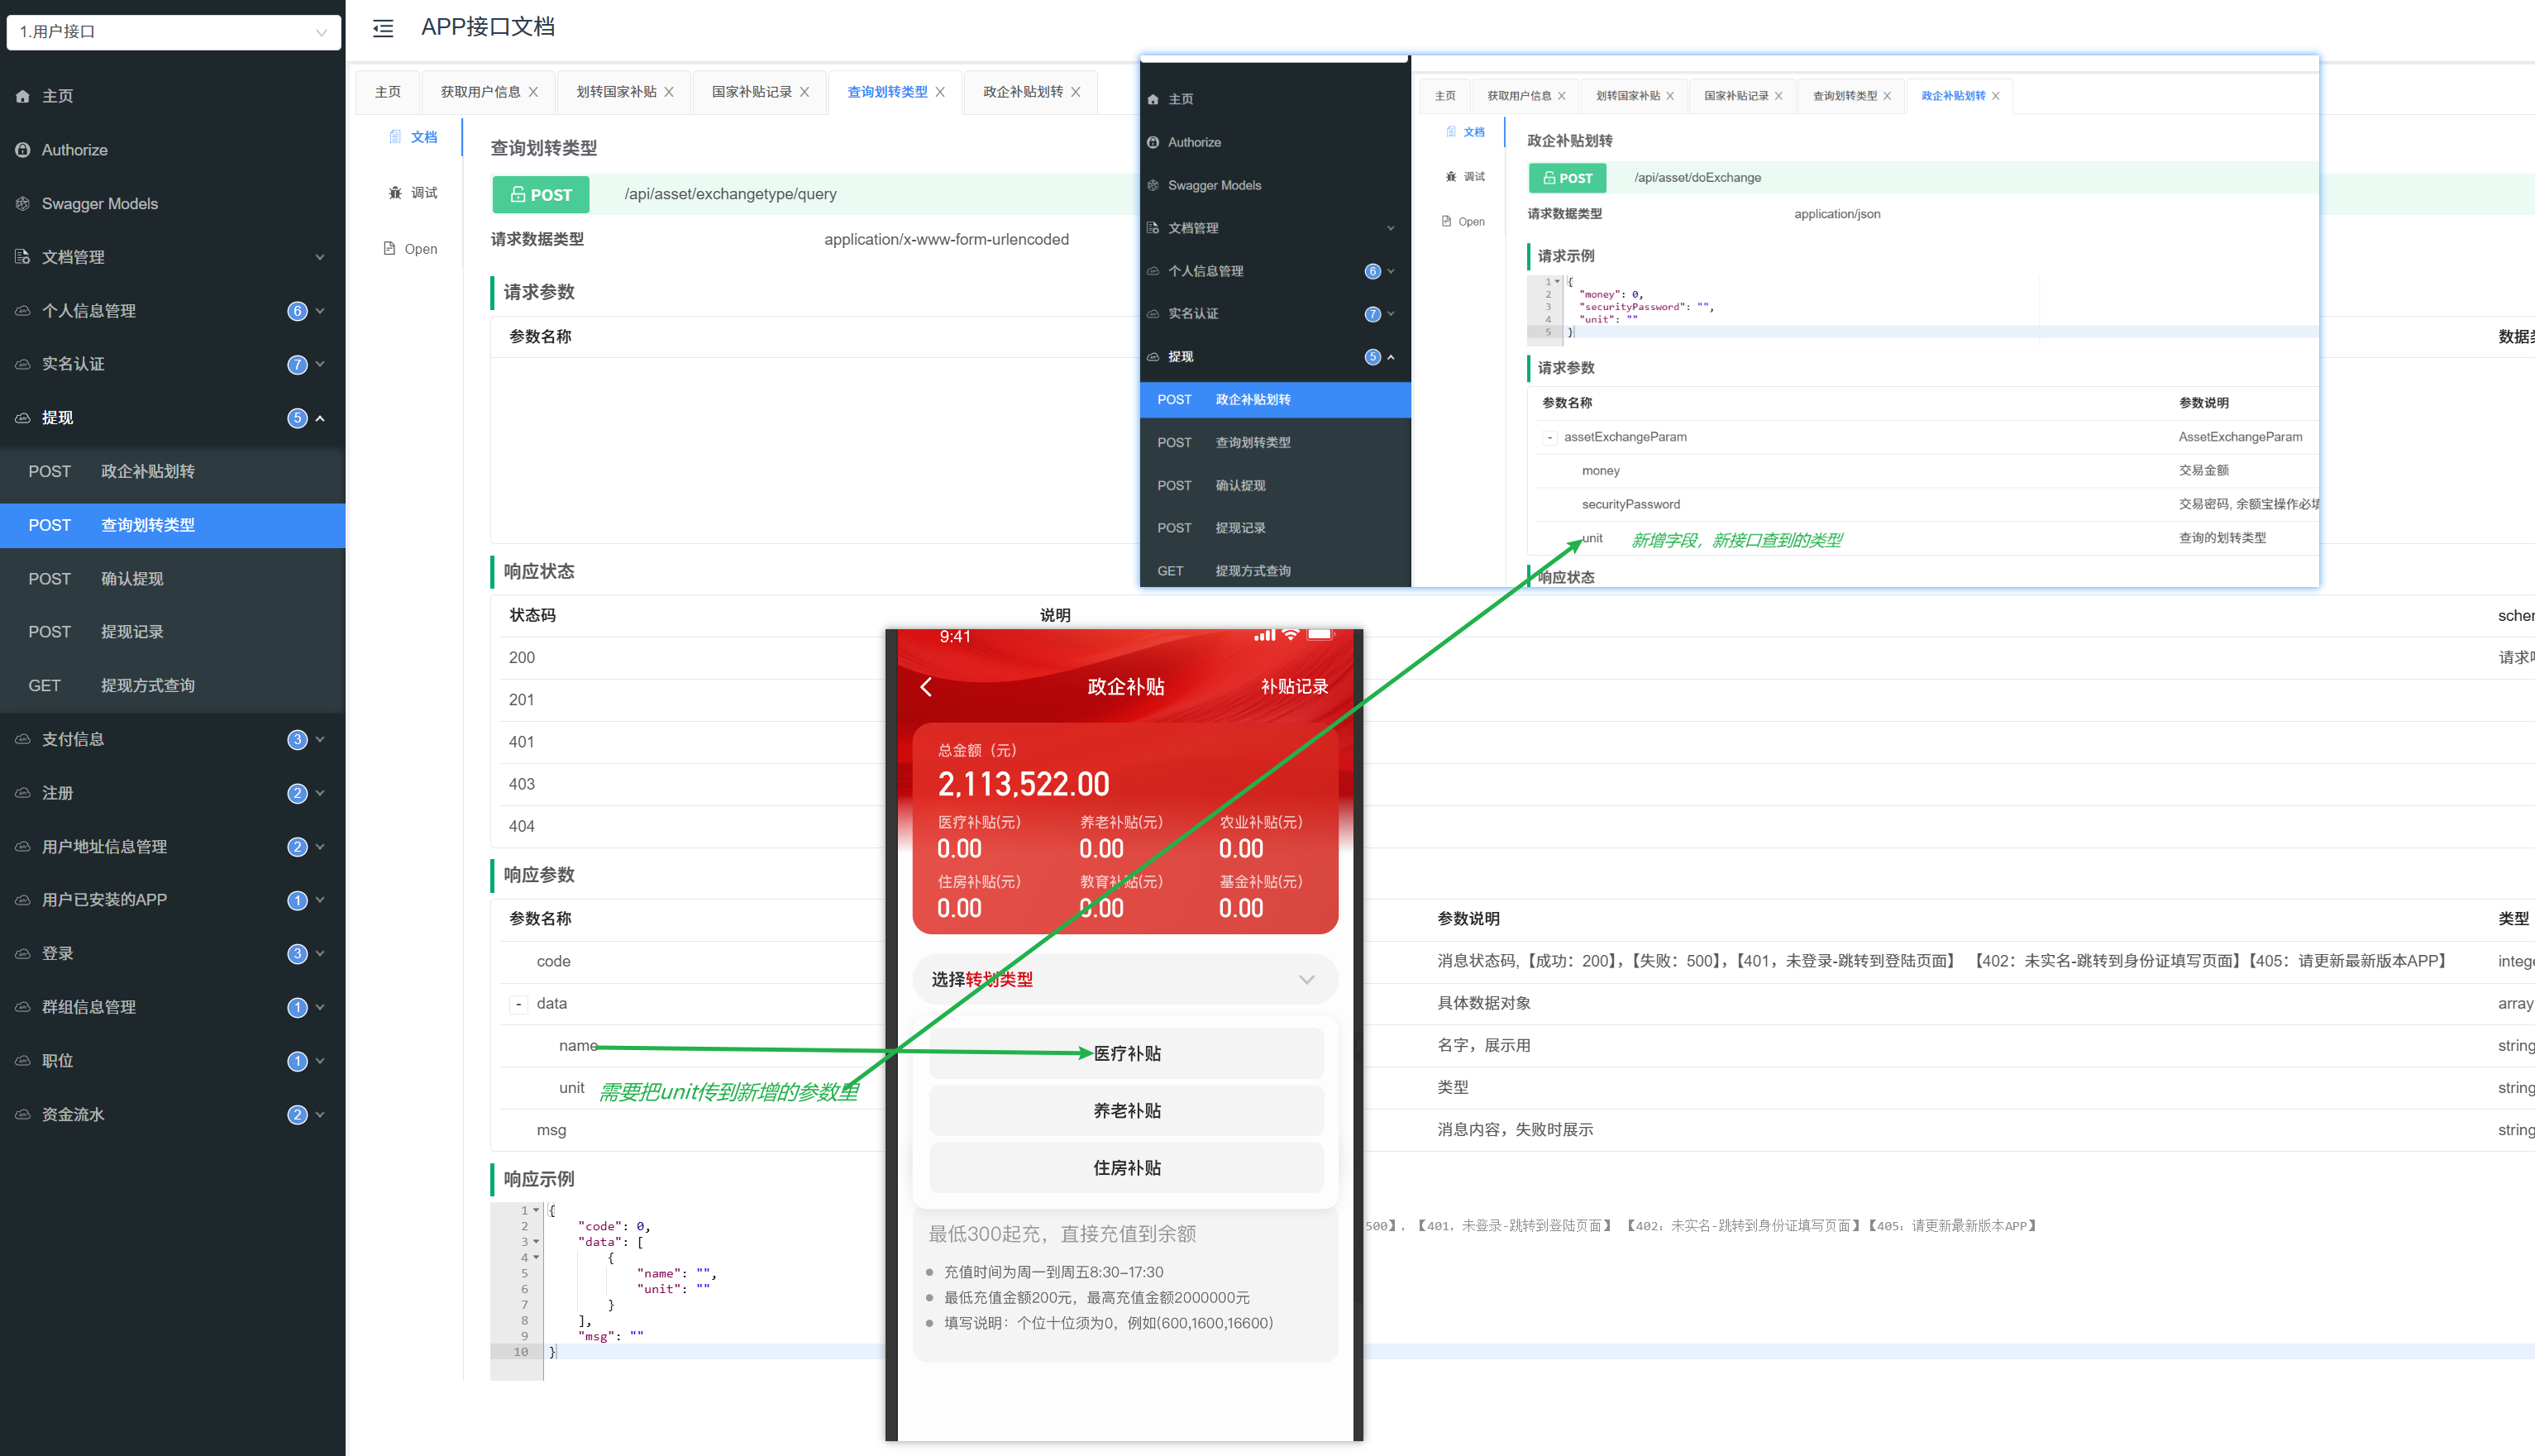 1.用户接口
主页
Authorize
Swagger Models
文档管理
个人信息管理 6
实名认证 7
提现 5
POST 政企补贴划转
POST 查询划转类型
POST 确认提现
POST 提现记录
GET 提现方式查询
支付信息 3
注册 2
用户地址信息管理 2
用户已安装的APP 1
登录 3
群组信息管理 1
职位 1
资金流水 2
APP接口文档
主页 获取用户信息 划转国家补贴 国家补贴记录 查询划转类型 政企补贴划转
文档
调试
Open
查询划转类型
POST /api/asset/exchangetype/query
请求数据类型 application/x-www-form-urlencoded
请求参数
参数名称
数据
响应状态
状态码 说明
200
201
401
403
404
请求
响应参数
参数名称 参数说明 类型
code 消息状态码,【成功：200】,【失败：500】,【401，未登录-跳转到登陆页面】 【402：未实名-跳转到身份证填写页面】【405：请更新最新版本APP】
- data 具体数据对象 array
name 名字，展示用 string
unit 需要把unit传到新增的参数里 类型 string
msg 消息内容，失败时展示 string
响应示例
1 {
2 "code": 0,
3 "data": [
4 {
5 "name": "",
6 "unit": ""
7 }
8 ],
9 "msg": ""
10 }
500】,【401，未登录-跳转到登陆页面】 【402：未实名-跳转到身份证填写页面】【405：请更新最新版本APP】
主页
Authorize
Swagger Models
文档管理
个人信息管理 6
实名认证 7
提现 5
POST 政企补贴划转
POST 查询划转类型
POST 确认提现
POST 提现记录
GET 提现方式查询
主页 获取用户信息 划转国家补贴 国家补贴记录 查询划转类型 政企补贴划转
文档
调试
Open
政企补贴划转
POST /api/asset/doExchange
请求数据类型 application/json
请求示例
1 {
2 "money": 0,
3 "securityPassword": "",
4 "unit": ""
5 }
请求参数
参数名称 参数说明
- assetExchangeParam AssetExchangeParam
money 交易金额
securityPassword 交易密码, 余额宝操作必填
unit 新增字段，新接口查到的类型 查询的划转类型
响应状态
9:41
政企补贴 补贴记录
总金额（元）
2,113,522.00
医疗补贴(元) 养老补贴(元) 农业补贴(元)
0.00 0.00 0.00
住房补贴(元) 教育补贴(元) 基金补贴(元)
0.00 0.00 0.00
选择转划类型
医疗补贴
养老补贴
住房补贴
最低300起充，直接充值到余额
充值时间为周一到周五8:30-17:30
最低充值金额200元，最高充值金额2000000元
填写说明：个位十位须为0，例如(600,1600,16600)